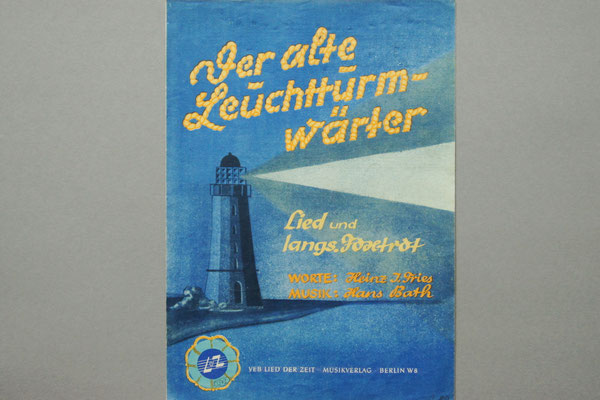 Der alte
Leuchtturm-
wärter
Lied und
langs. Foxtrot
WORTE: Heinz J. Fries
MUSIK: Hans Bath
VEB LIED DER ZEIT · MUSIKVERLAG · BERLIN W8